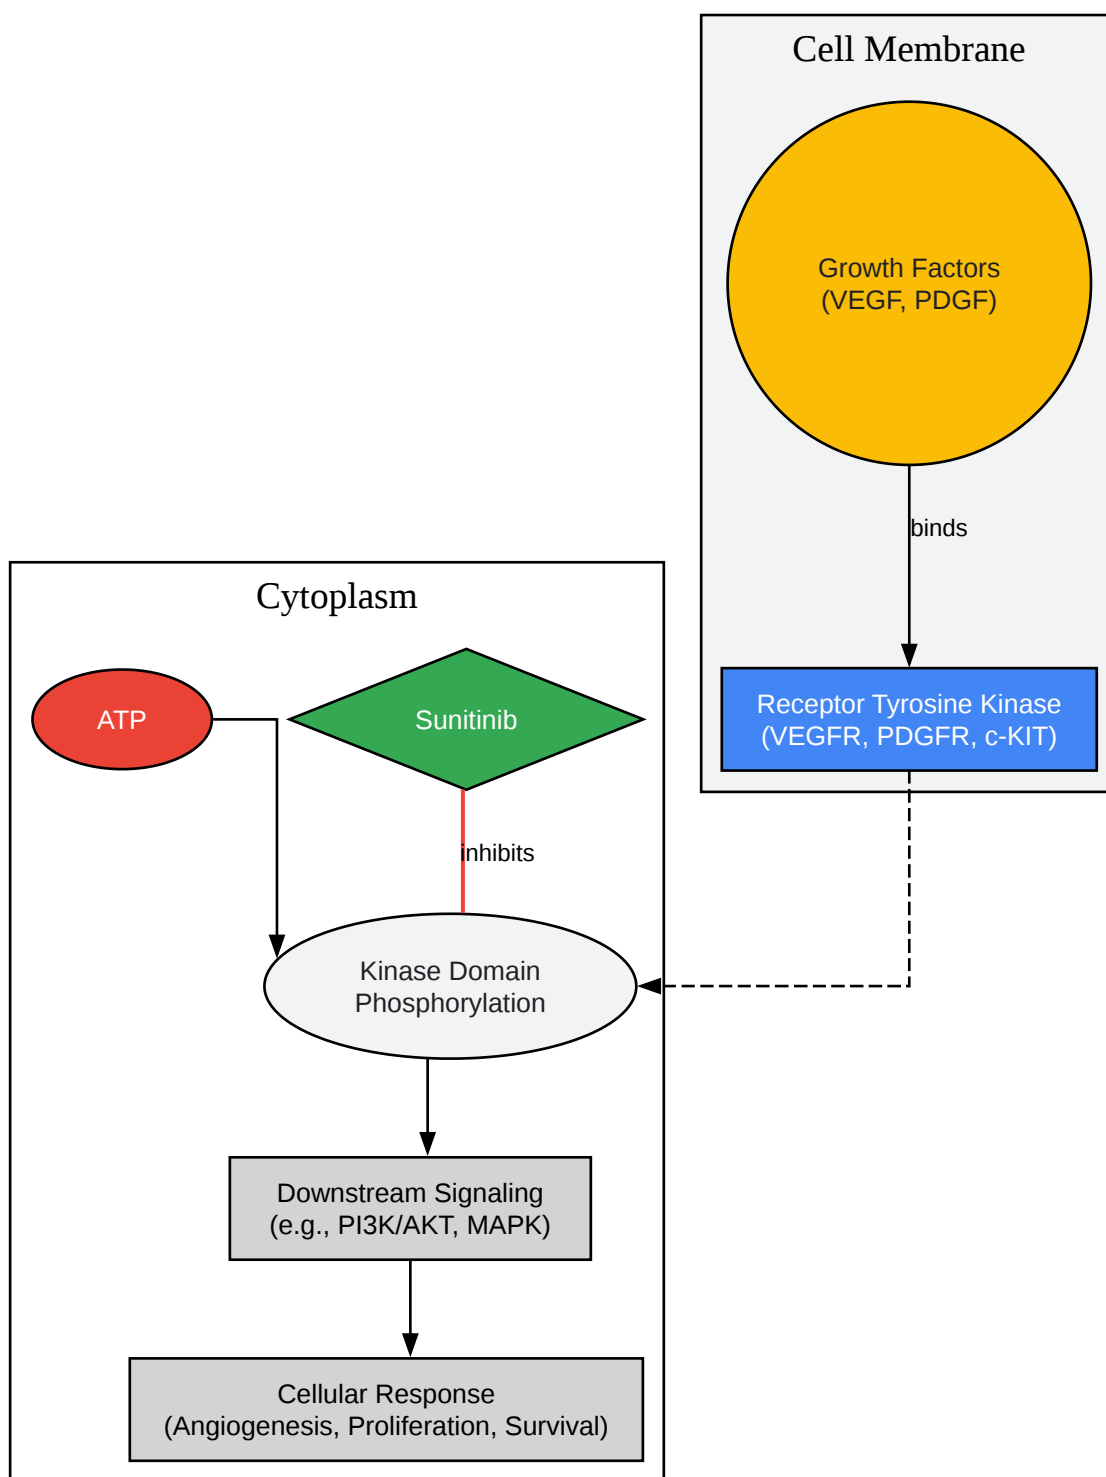 Cell Membrane
Growth Factors
(VEGF, PDGF)
binds
Receptor Tyrosine Kinase
(VEGFR, PDGFR, c-KIT)
Cytoplasm
ATP
Sunitinib
inhibits
Kinase Domain
Phosphorylation
Downstream Signaling
(e.g., PI3K/AKT, MAPK)
Cellular Response
(Angiogenesis, Proliferation, Survival)